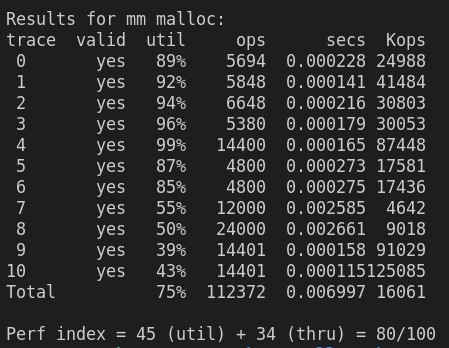 Results for mm malloc:
trace  valid  util     ops      secs  Kops
 0       yes   89%    5694  0.000228 24988
 1       yes   92%    5848  0.000141 41484
 2       yes   94%    6648  0.000216 30803
 3       yes   96%    5380  0.000179 30053
 4       yes   99%   14400  0.000165 87448
 5       yes   87%    4800  0.000273 17581
 6       yes   85%    4800  0.000275 17436
 7       yes   55%   12000  0.002585  4642
 8       yes   50%   24000  0.002661  9018
 9       yes   39%   14401  0.000158 91029
10       yes   43%   14401  0.000115125085
Total          75%  112372  0.006997 16061
Perf index = 45 (util) + 34 (thru) = 80/100